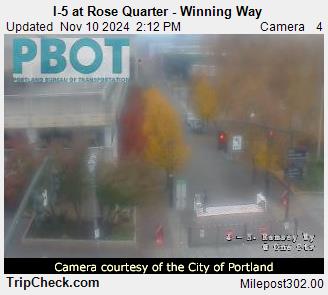 I-5 at Rose Quarter - Winning Way
Updated Nov 10 2024 2:12 PM Camera 4
PBOT
PORTLAND BUREAU OF TRANSPORTATION
Camera courtesy of the City of Portland
TripCheck.com Milepost302.00